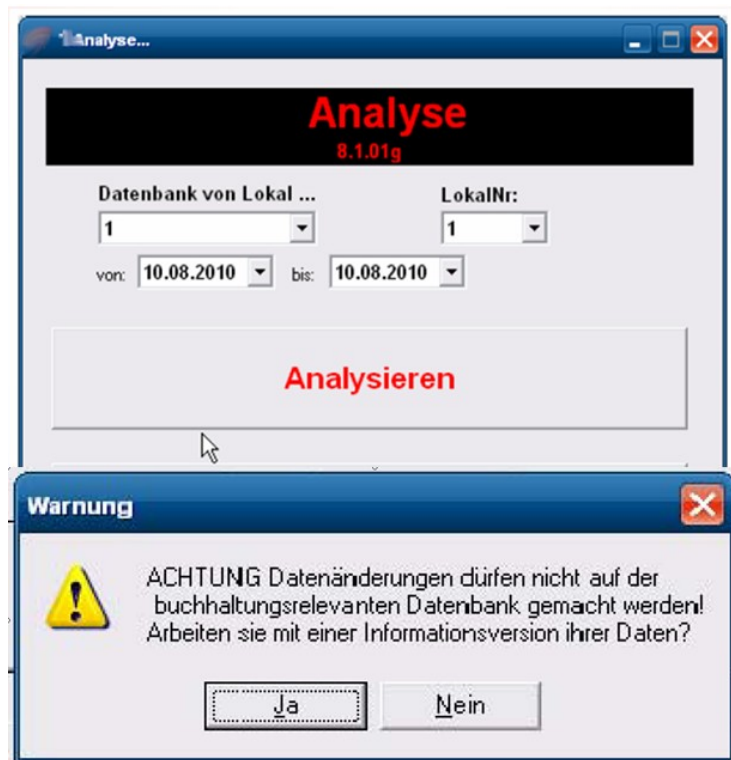 Analyse...
Analyse
8.1.01g
Datenbank von Lokal ... LokalNr:
1 1
von: 10.08.2010 bis: 10.08.2010
Analysieren
Warnung
ACHTUNG Datenänderungen dürfen nicht auf der
buchhaltungsrelevanten Datenbank gemacht werden!
Arbeiten sie mit einer Informationsversion ihrer Daten?
Ja Nein